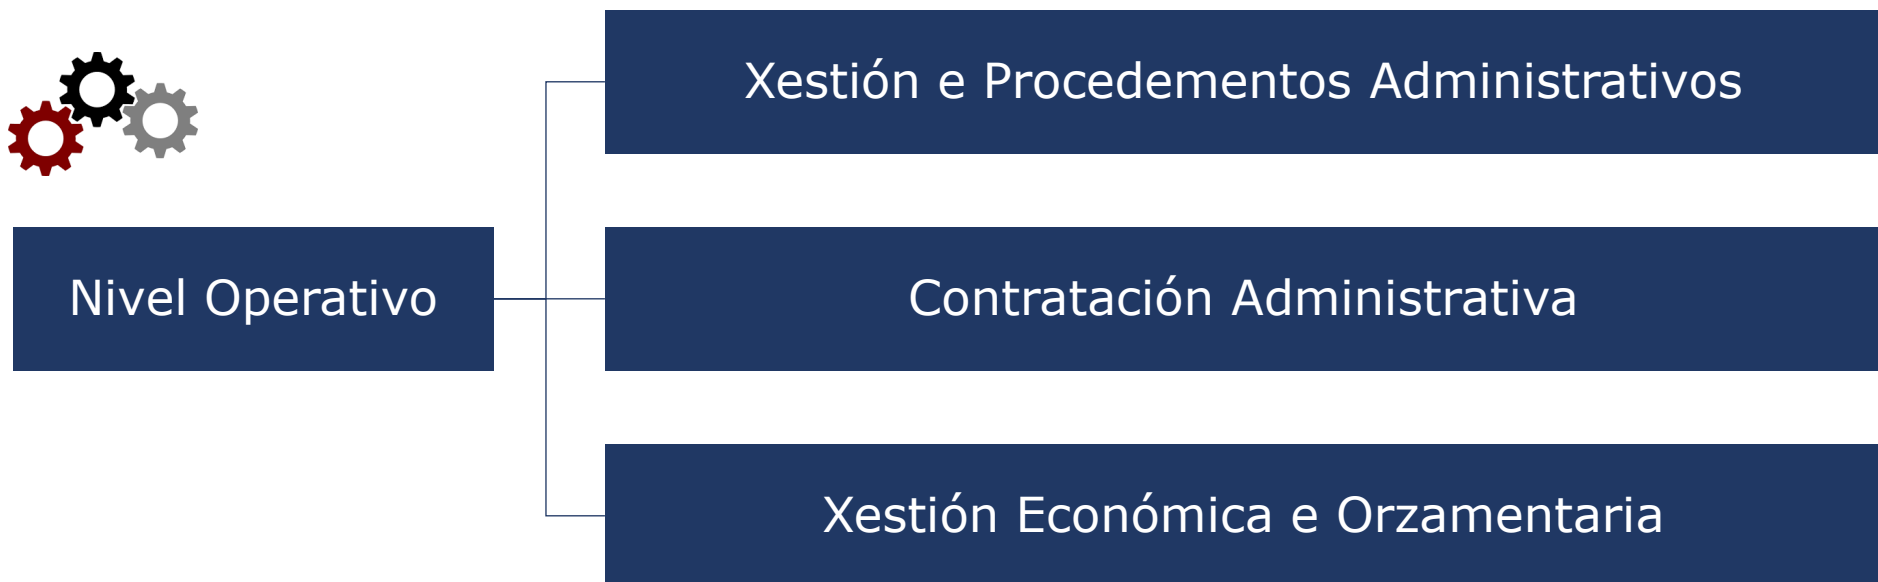 Xestión e Procedementos Administrativos
Nivel Operativo
Contratación Administrativa
Xestión Económica e Orzamentaria